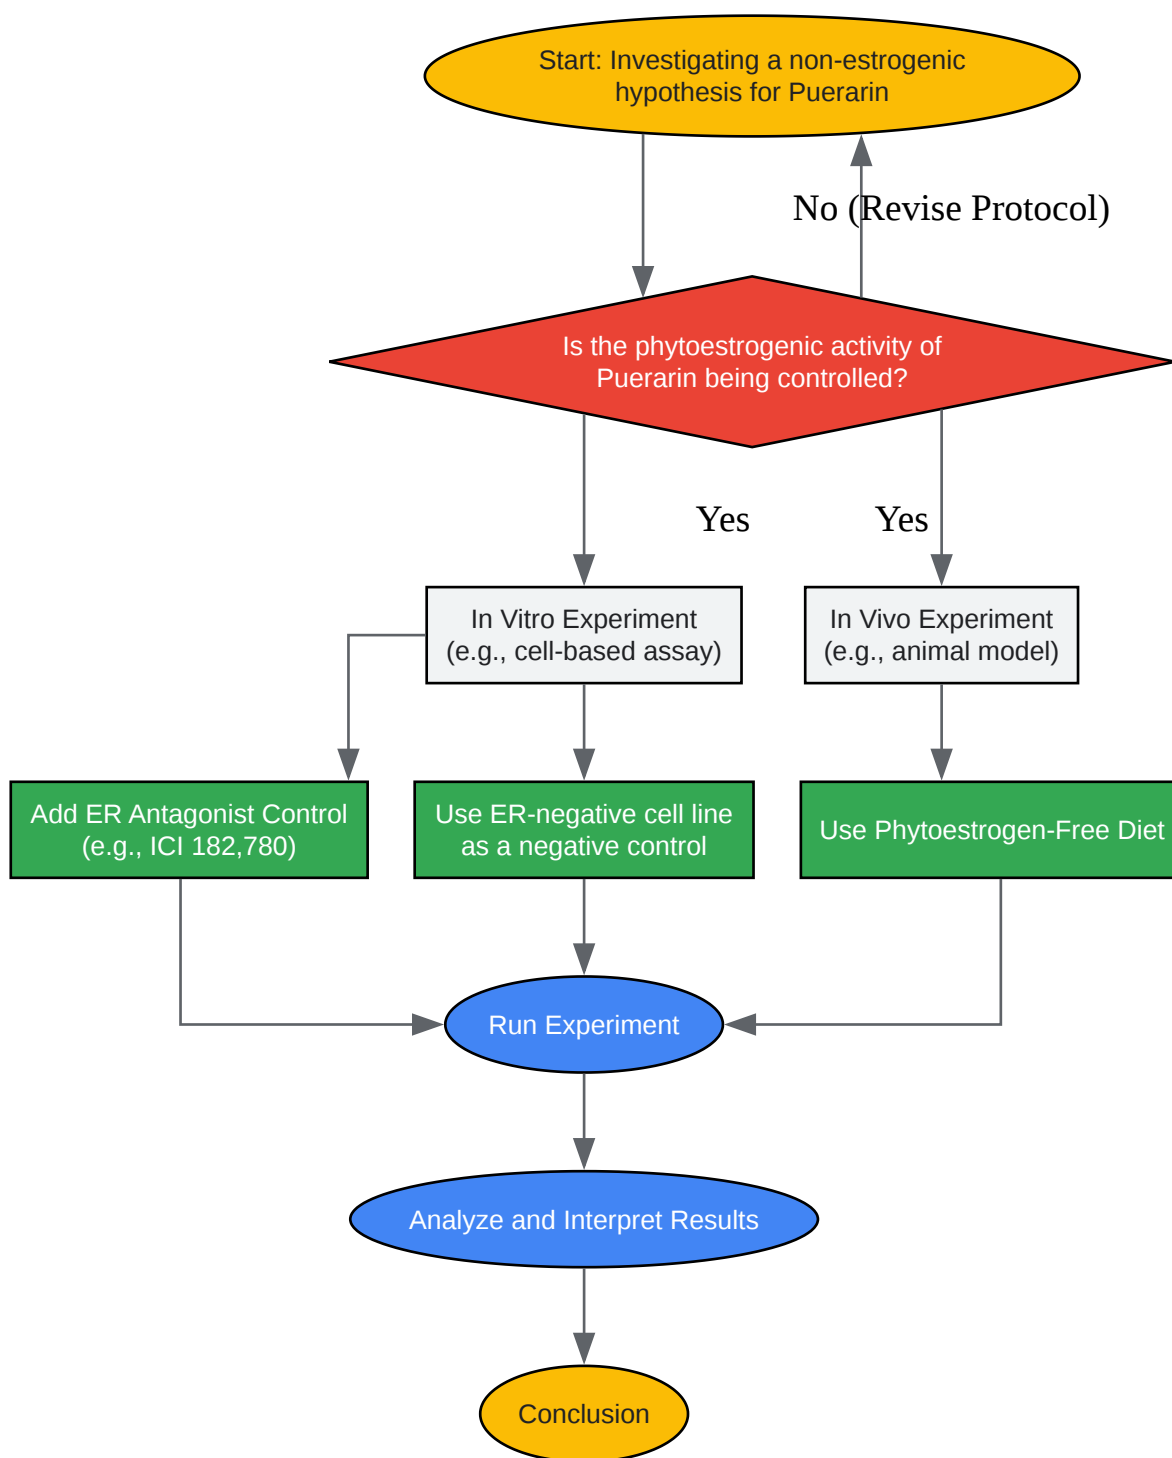 Start: Investigating a non-estrogenic
hypothesis for Puerarin
No (Revise Protocol)
Is the phytoestrogenic activity of
Puerarin being controlled?
Yes
Yes
In Vitro Experiment
(e.g., cell-based assay)
In Vivo Experiment
(e.g., animal model)
Add ER Antagonist Control
(e.g., ICI 182,780)
Use ER-negative cell line
as a negative control
Use Phytoestrogen-Free Diet
Run Experiment
Analyze and Interpret Results
Conclusion